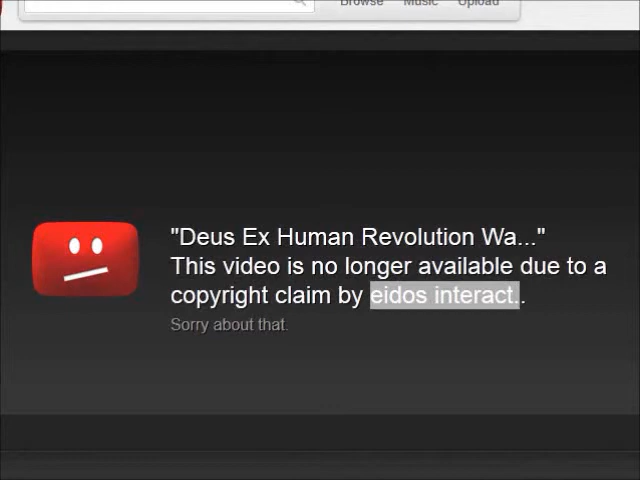 Browse Music Upload
"Deus Ex Human Revolution Wa..."
This video is no longer available due to a
copyright claim by eidos interact..
Sorry about that.